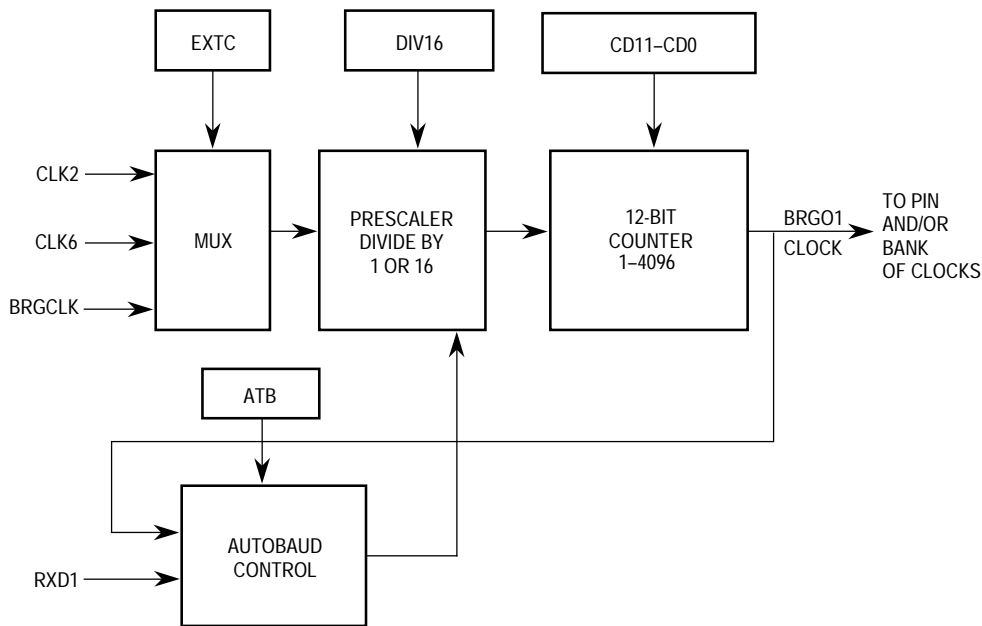 EXTC
DIV16
CD11–CD0
CLK2
CLK6
BRGCLK
MUX
PRESCALER
DIVIDE BY
1 OR 16
12-BIT
COUNTER
1–4096
BRGO1
CLOCK
TO PIN
AND/OR
BANK
OF CLOCKS
ATB
AUTOBAUD
CONTROL
RXD1